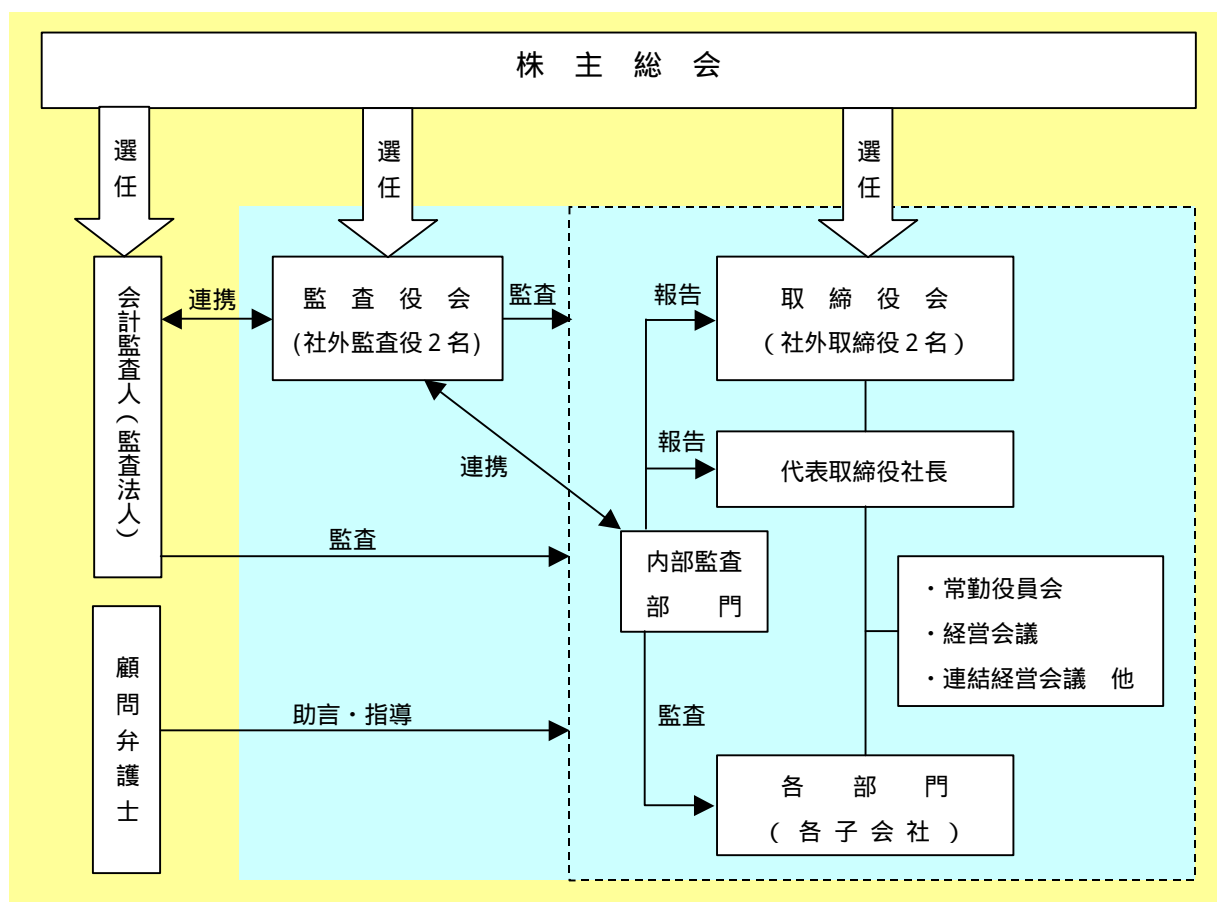 株 主 総 会
選任
選任
選任
会計監査人(監査法人)
連携
監 査 役 会
(社外監査役2名)
監査
報告
取 締 役 会
(社外取締役2名)
報告
代表取締役社長
連携
監査
内部監査
部 門
・常勤役員会
・経営会議
・連結経営会議 他
顧問弁護士
助言・指導
監査
各 部 門
(各子会社)